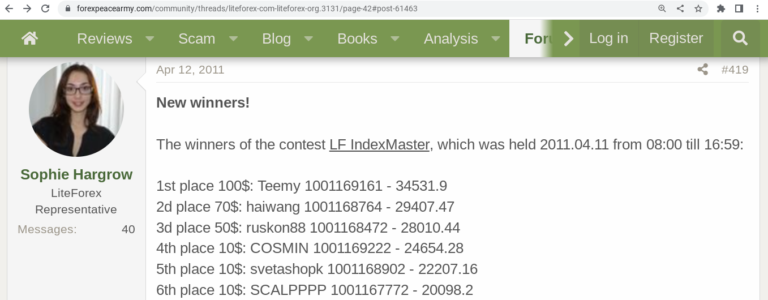 forexpeacearmy.com/community/threads/liteforex-com-liteforex-org.3131/page-42#post-61463
Reviews Scam Blog Books Analysis Foru Log in Register
Apr 12, 2011 #419
New winners!
The winners of the contest LF IndexMaster, which was held 2011.04.11 from 08:00 till 16:59:
Sophie Hargrow
LiteForex
Representative
Messages: 40
1st place 100$: Teemy 1001169161 - 34531.9
2d place 70$: haiwang 1001168764 - 29407.47
3d place 50$: ruskon88 1001168472 - 28010.44
4th place 10$: COSMIN 1001169222 - 24654.28
5th place 10$: svetashopk 1001168902 - 22207.16
6th place 10$: SCALPPPP 1001167772 - 20098.2